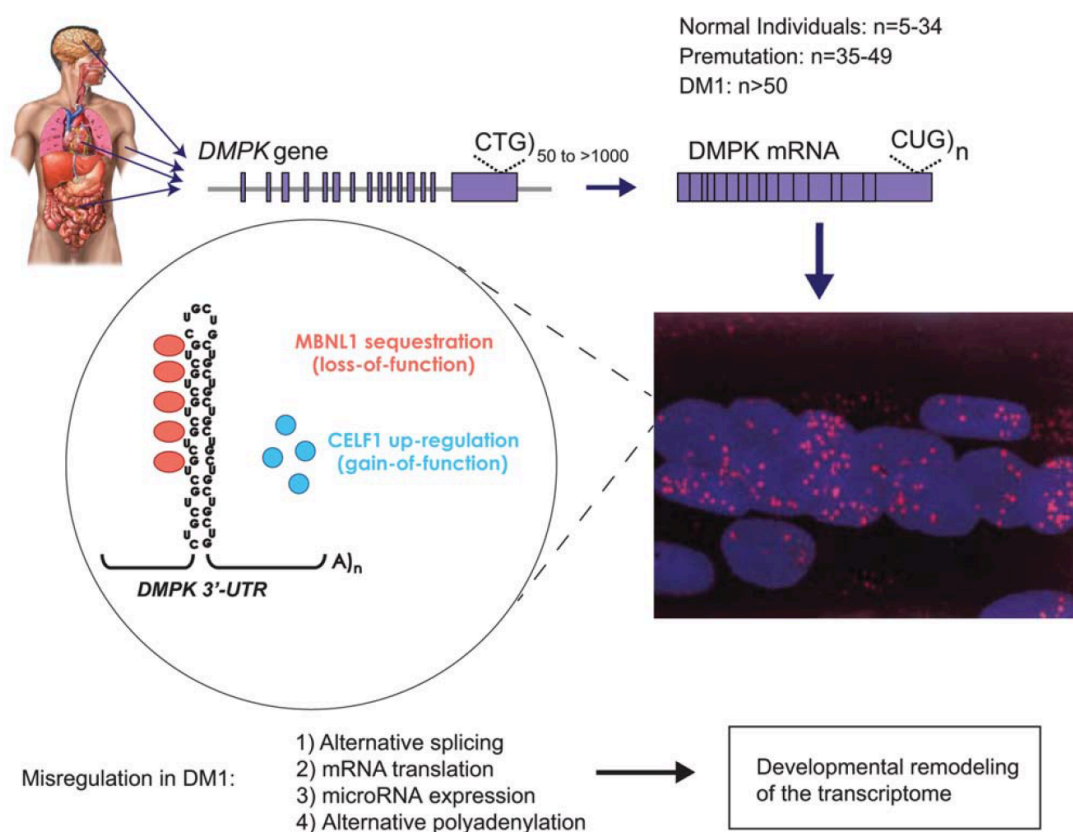 Normal Individuals: n=5-34
Premutation: n=35-49
DM1: n>50
DMPK gene
CTG)50 to >1000
DMPK mRNA
CUG)n
MBNL1 sequestration
(loss-of-function)
CELF1 up-regulation
(gain-of-function)
A)n
DMPK 3'-UTR
Misregulation in DM1:
1) Alternative splicing
2) mRNA translation
3) microRNA expression
4) Alternative polyadenylation
Developmental remodeling
of the transcriptome